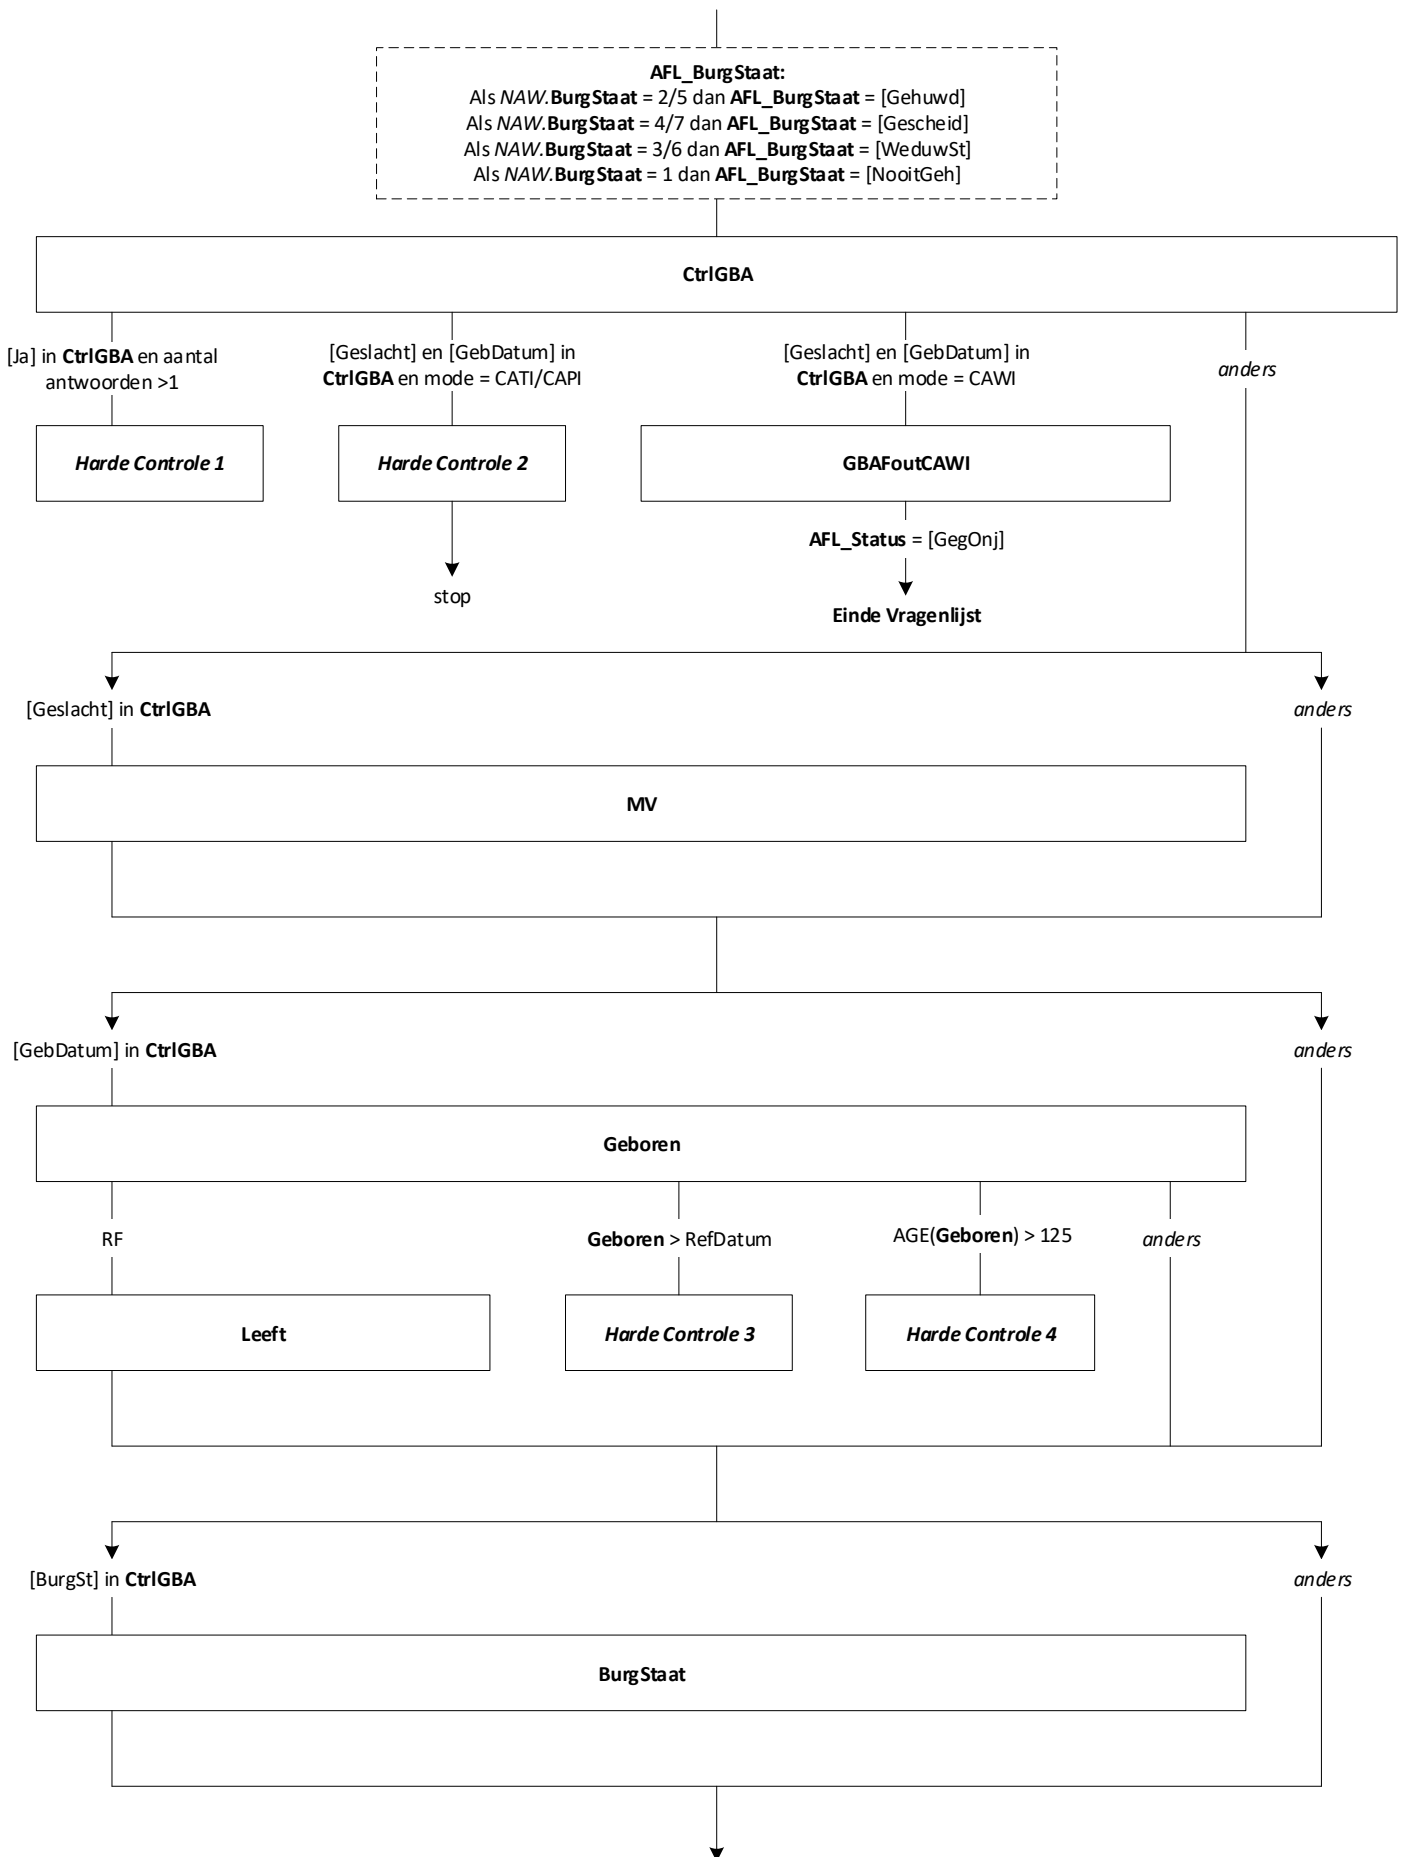 AFL_BurgStaat:
Als NAW.BurgStaat = 2/5 dan AFL_BurgStaat = [Gehuwd]
Als NAW.BurgStaat = 4/7 dan AFL_BurgStaat = [Gescheid]
Als NAW.BurgStaat = 3/6 dan AFL_BurgStaat = [WeduwSt]
Als NAW.BurgStaat = 1 dan AFL_BurgStaat = [NooitGeh]
CtrlGBA
[Ja] in CtrlGBA en aantal
antwoorden >1
[Geslacht] en [GebDatum] in
CtrlGBA en mode = CATI/CAPI
[Geslacht] en [GebDatum] in
CtrlGBA en mode = CAWI
anders
Harde Controle 1
Harde Controle 2
GBAFoutCAWI
AFL_Status = [GegOnj]
stop
Einde Vragenlijst
[Geslacht] in CtrlGBA
anders
MV
[GebDatum] in CtrlGBA
anders
Geboren
RF
Geboren > RefDatum
AGE(Geboren) > 125
anders
Leeft
Harde Controle 3
Harde Controle 4
[BurgSt] in CtrlGBA
anders
BurgStaat